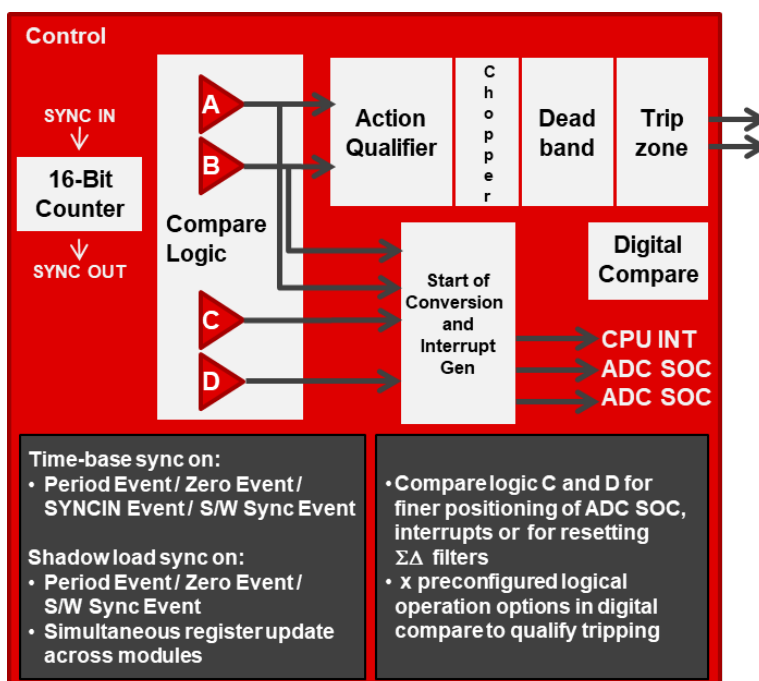 Control
SYNC IN
16-Bit
Counter
SYNC OUT
A
B
Compare
Logic
C
D
Action
Qualifier
Chopper
Dead
band
Trip
zone
Start of
Conversion
and
Interrupt
Gen
Digital
Compare
CPU INT
ADC SOC
ADC SOC
Time-base sync on:
• Period Event / Zero Event /
SYNCIN Event / S/W Sync Event
Shadow load sync on:
• Period Event / Zero Event /
S/W Sync Event
• Simultaneous register update
across modules
• Compare logic C and D for
finer positioning of ADC SOC,
interrupts or for resetting
ΣΔ filters
• x preconfigured logical
operation options in digital
compare to qualify tripping